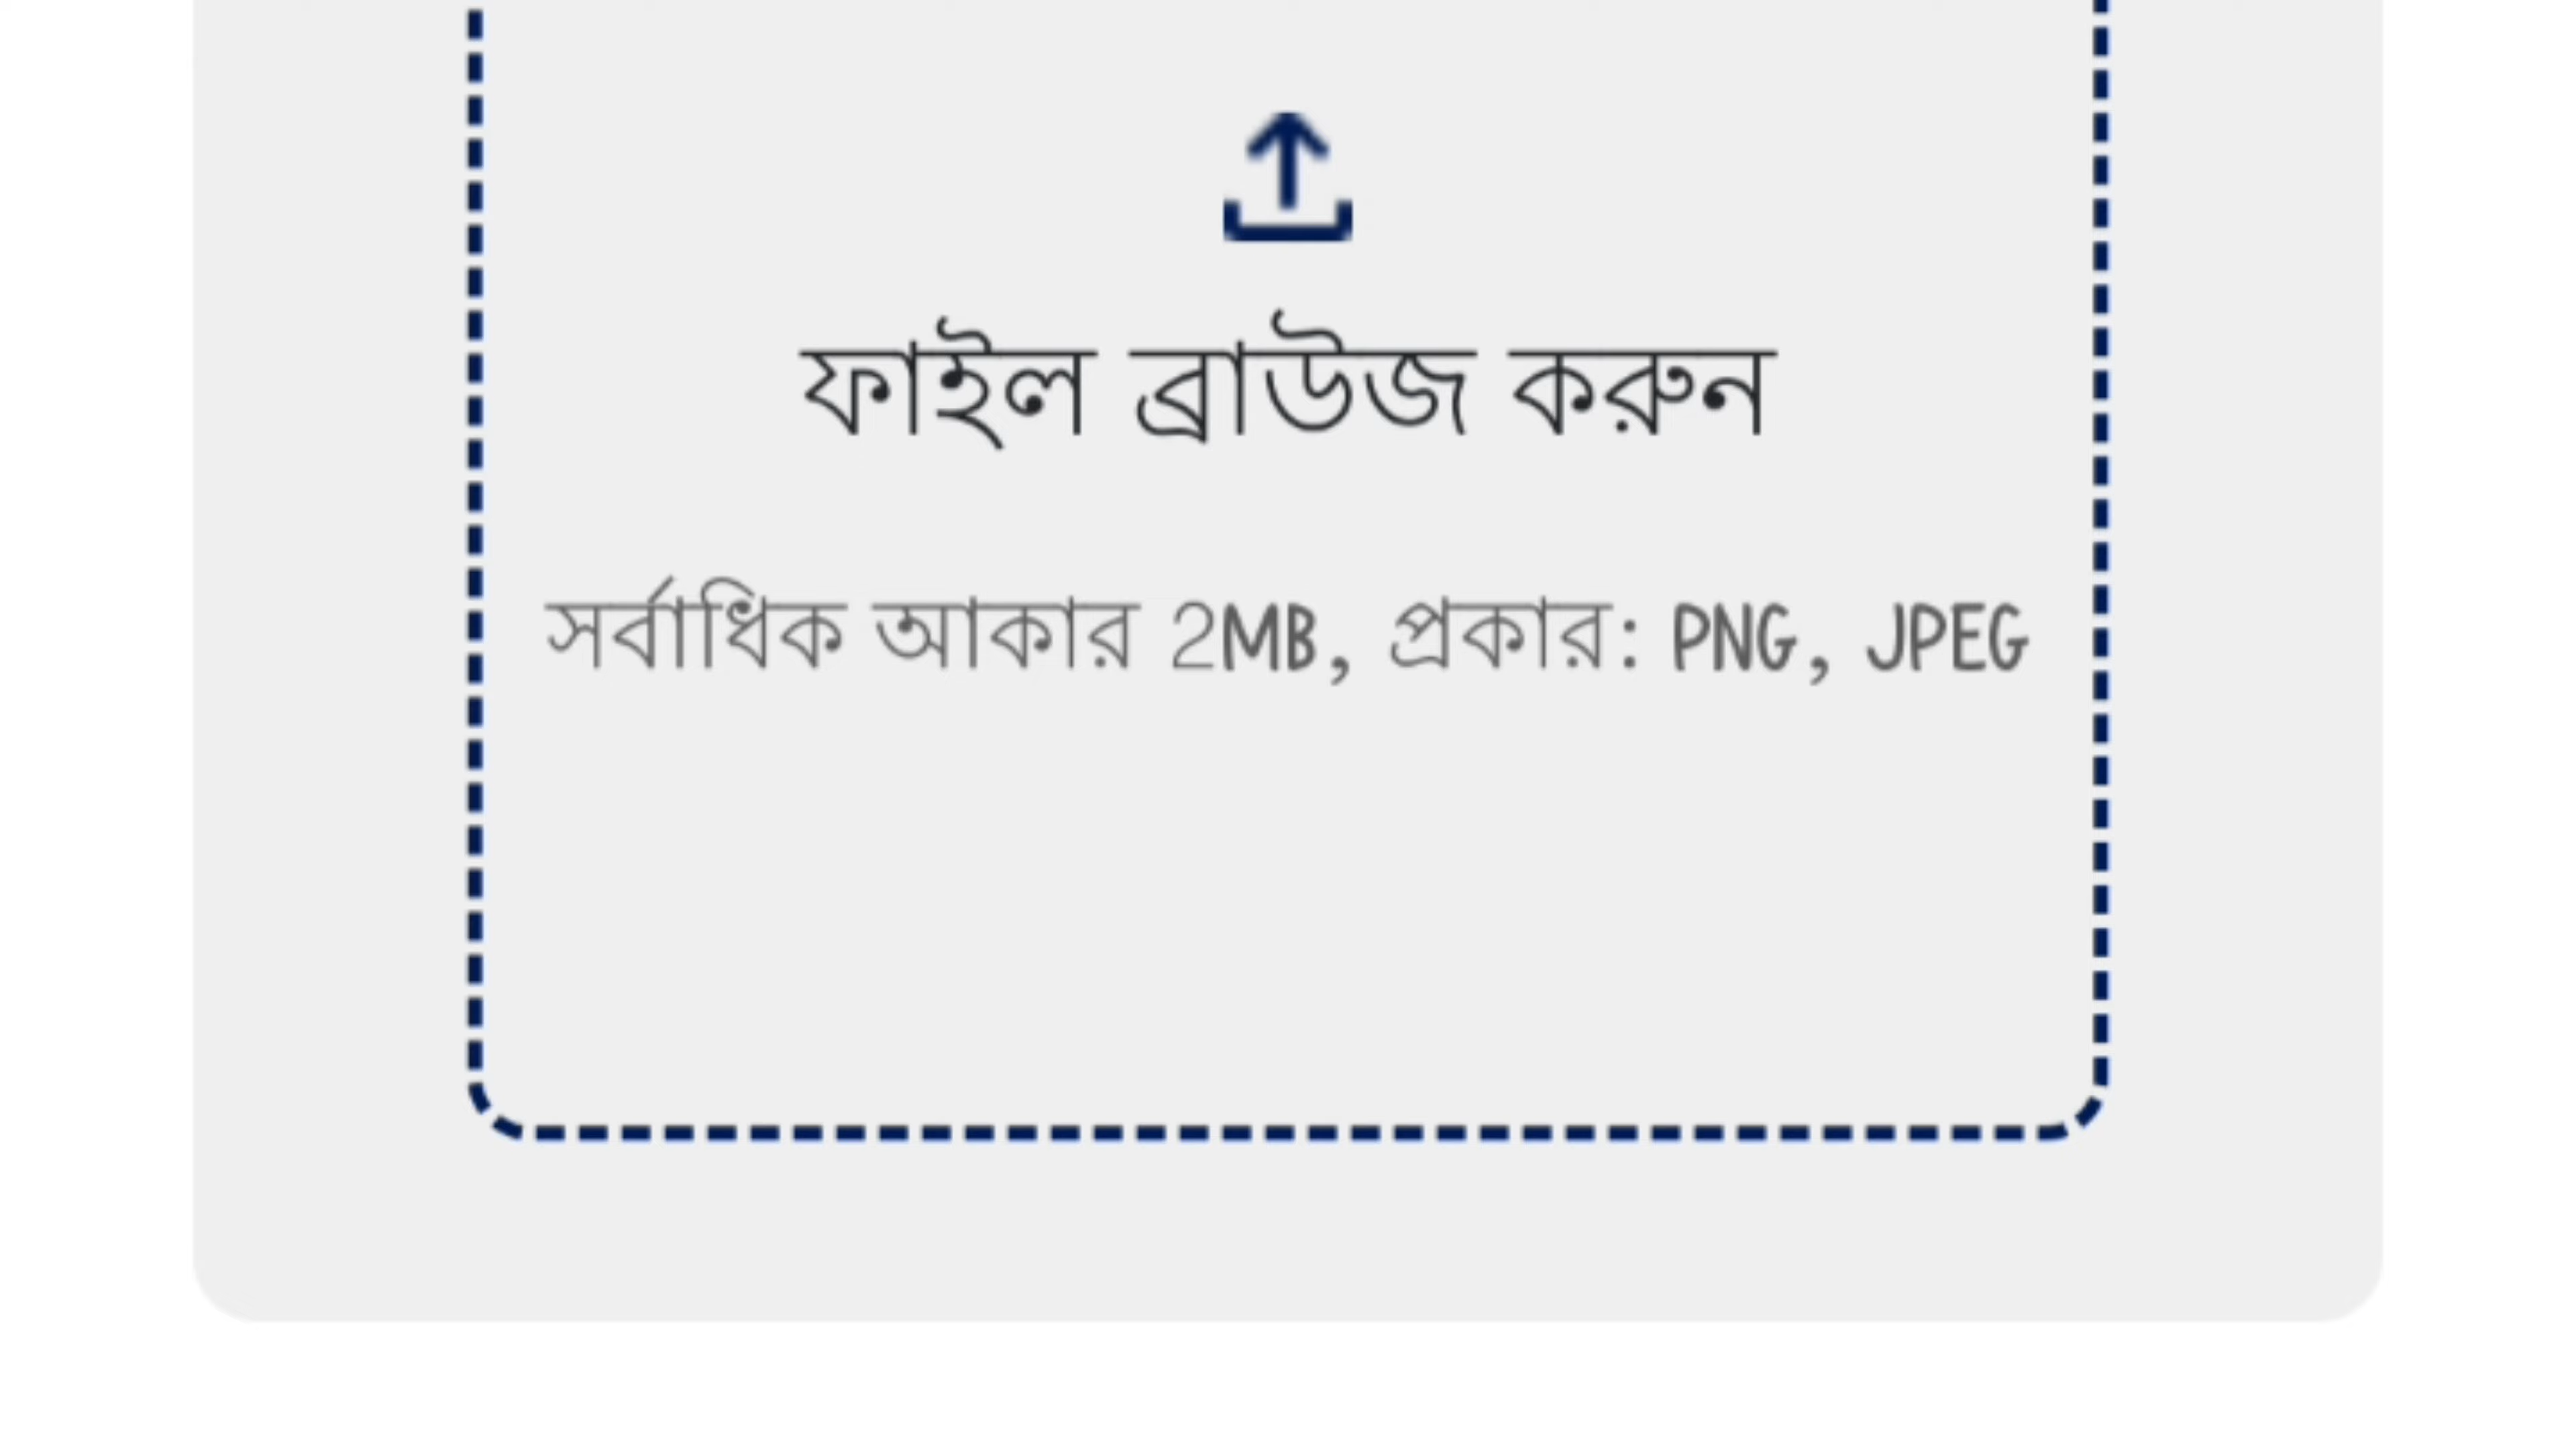 ফাইল ব্রাউজ করুন
সর্বাধিক আকার 2MB, প্রকার: PNG, JPEG